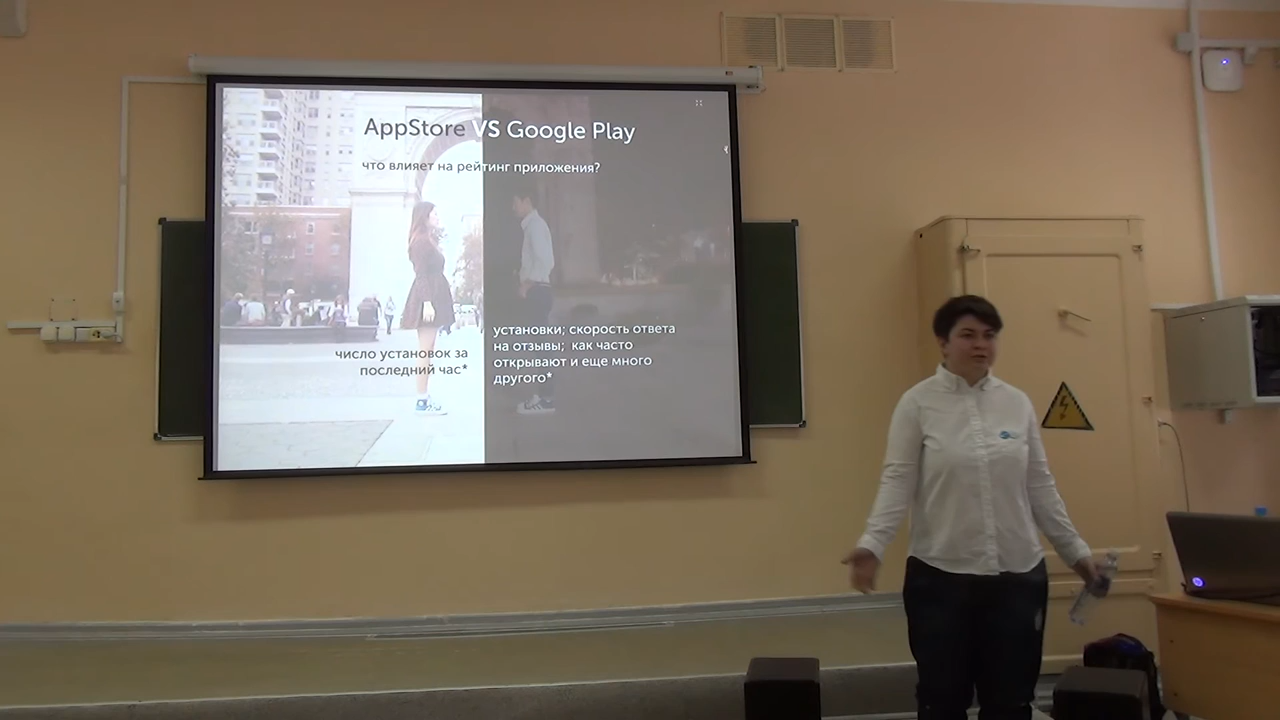 AppStore VS Google Play
что влияет на рейтинг приложения?
число установок за
последний час*
установки; скорость ответа
на отзывы; как часто
открывают и еще много
другого*